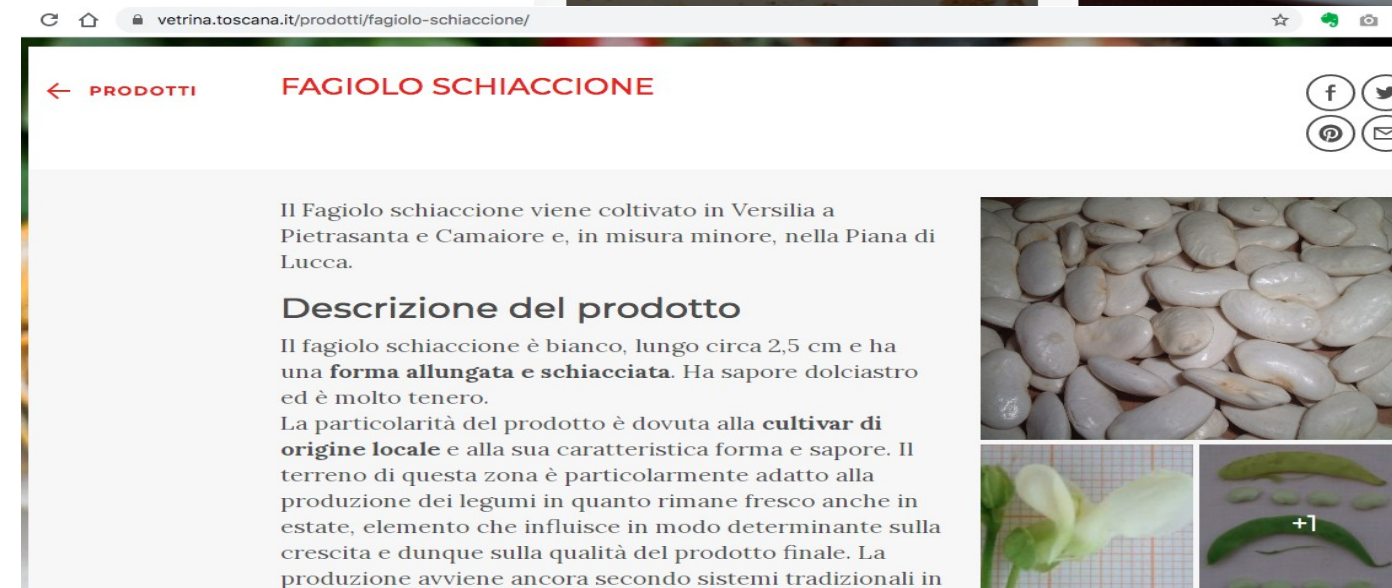 vetrina.toscana.it/prodotti/fagiolo-schiaccione/
← PRODOTTI
FAGIOLO SCHIACCIONE
Il Fagiolo schiaccione viene coltivato in Versilia a
Pietrasanta e Camaiore e, in misura minore, nella Piana di
Lucca.
Descrizione del prodotto
Il fagiolo schiaccione è bianco, lungo circa 2,5 cm e ha
una forma allungata e schiacciata. Ha sapore dolciastro
ed è molto tenero.
La particolarità del prodotto è dovuta alla cultivar di
origine locale e alla sua caratteristica forma e sapore. Il
terreno di questa zona è particolarmente adatto alla
produzione dei legumi in quanto rimane fresco anche in
estate, elemento che influisce in modo determinante sulla
crescita e dunque sulla qualità del prodotto finale. La
produzione avviene ancora secondo sistemi tradizionali in
+1